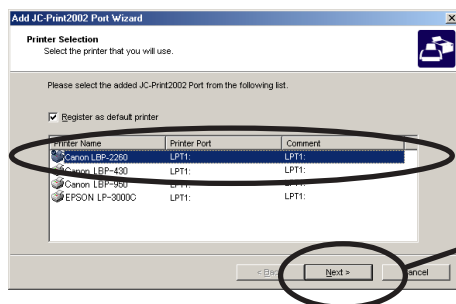 Add JC-Print2002 Port Wizard
Printer Selection
Select the printer that you will use.
Please select the added JC-Print2002 Port from the following list.
Register as default printer
Printer Name Printer Port Comment
Canon LBP-2260 LPT1: LPT1:
Canon LBP-430 LPT1: LPT1:
Canon LBP-950 LPT1: LPT1:
EPSON LP-3000C LPT1: LPT1:
< Back Next > Cancel